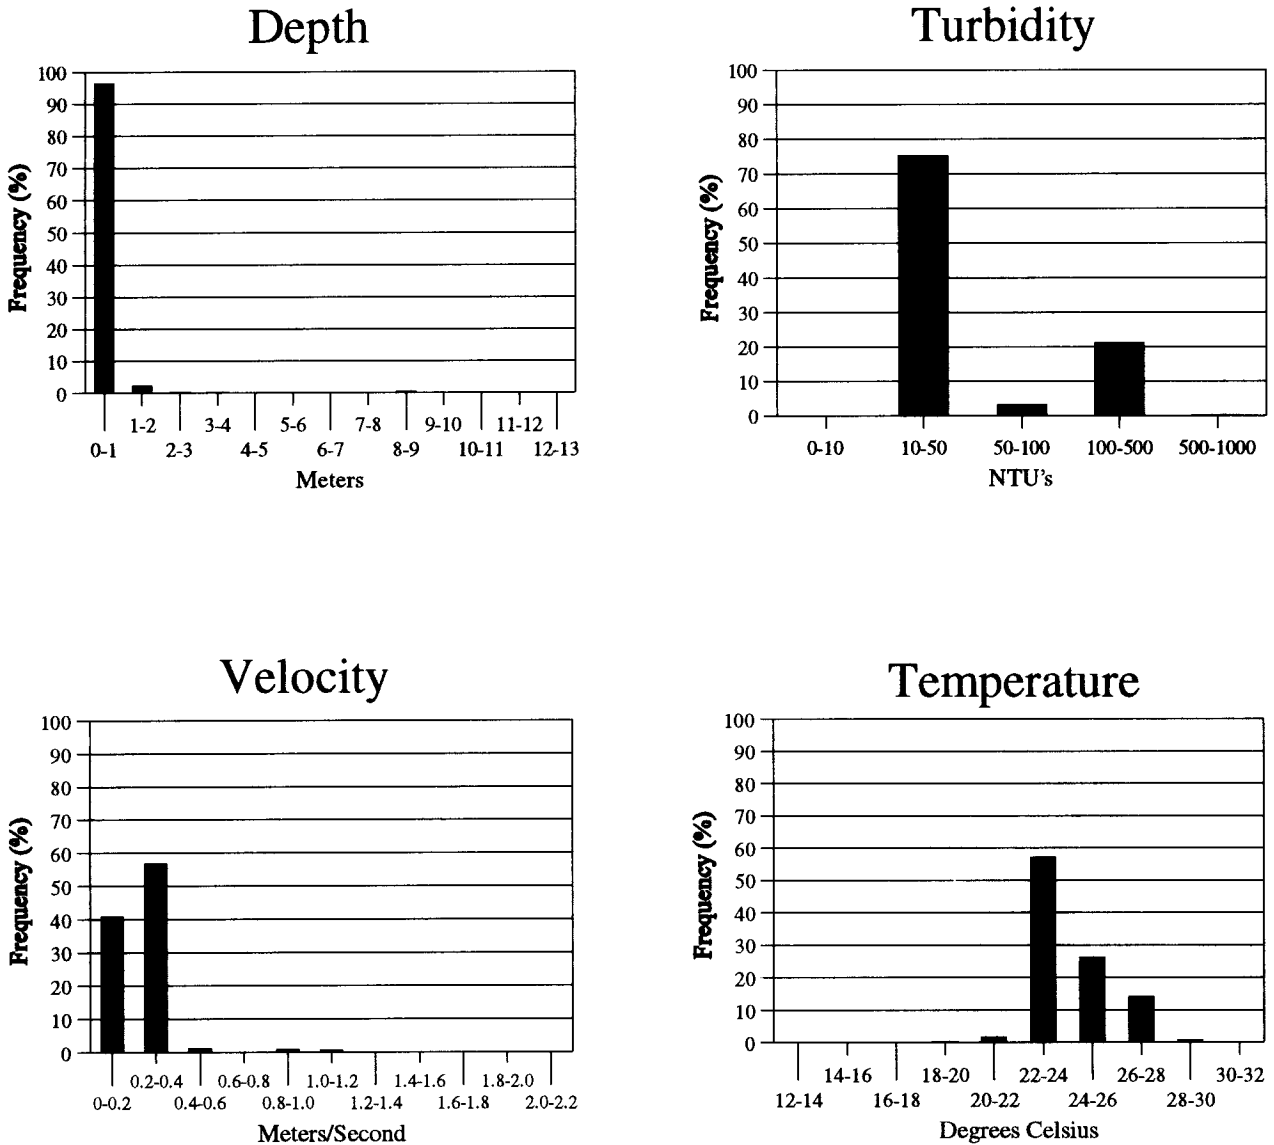 Depth
100
90
80
70
60
50
40
30
20
10
0
Frequency (%)
1-2 3-4 5-6 7-8 9-10 11-12
0-1 2-3 4-5 6-7 8-9 10-11 12-13
Meters
Turbidity
100
90
80
70
60
50
40
30
20
10
0
Frequency (%)
0-10 10-50 50-100 100-500 500-1000
NTU's
Velocity
100
90
80
70
60
50
40
30
20
10
0
Frequency (%)
0.2-0.4 0.6-0.8 1.0-1.2 1.4-1.6 1.8-2.0
0-0.2 0.4-0.6 0.8-1.0 1.2-1.4 1.6-1.8 2.0-2.2
Meters/Second
Temperature
100
90
80
70
60
50
40
30
20
10
0
Frequency (%)
14-16 18-20 22-24 26-28 30-32
12-14 16-18 20-22 24-26 28-30
Degrees Celsius